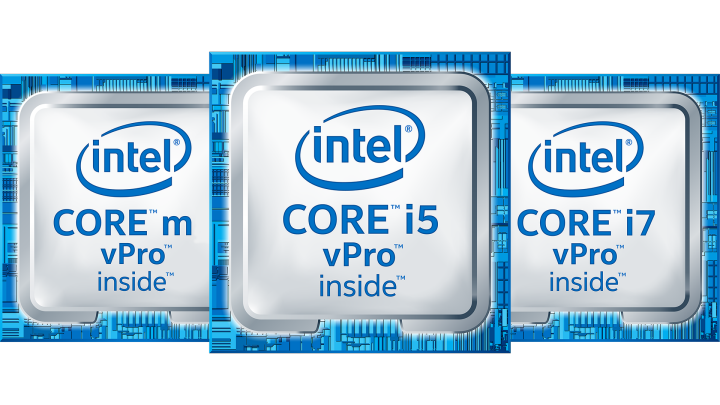 intel®
CORE™ m
vPro™
inside™
intel®
CORE™ i5
vPro™
inside™
intel®
CORE™ i7
vPro™
inside™